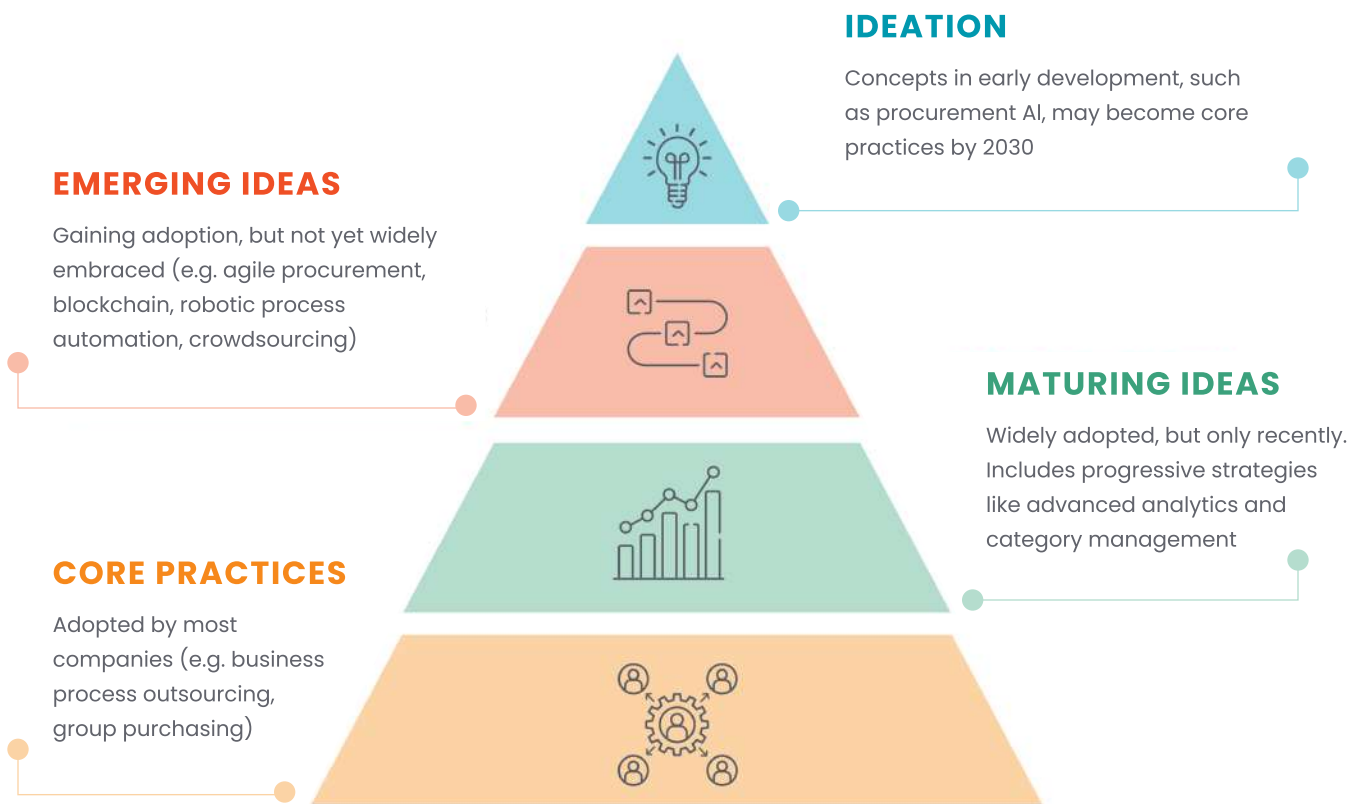 IDEATION
Concepts in early development, such
as procurement AI, may become core
practices by 2030
EMERGING IDEAS
Gaining adoption, but not yet widely
embraced (e.g. agile procurement,
blockchain, robotic process
automation, crowdsourcing)
MATURING IDEAS
Widely adopted, but only recently.
Includes progressive strategies
like advanced analytics and
category management
CORE PRACTICES
Adopted by most
companies (e.g. business
process outsourcing,
group purchasing)